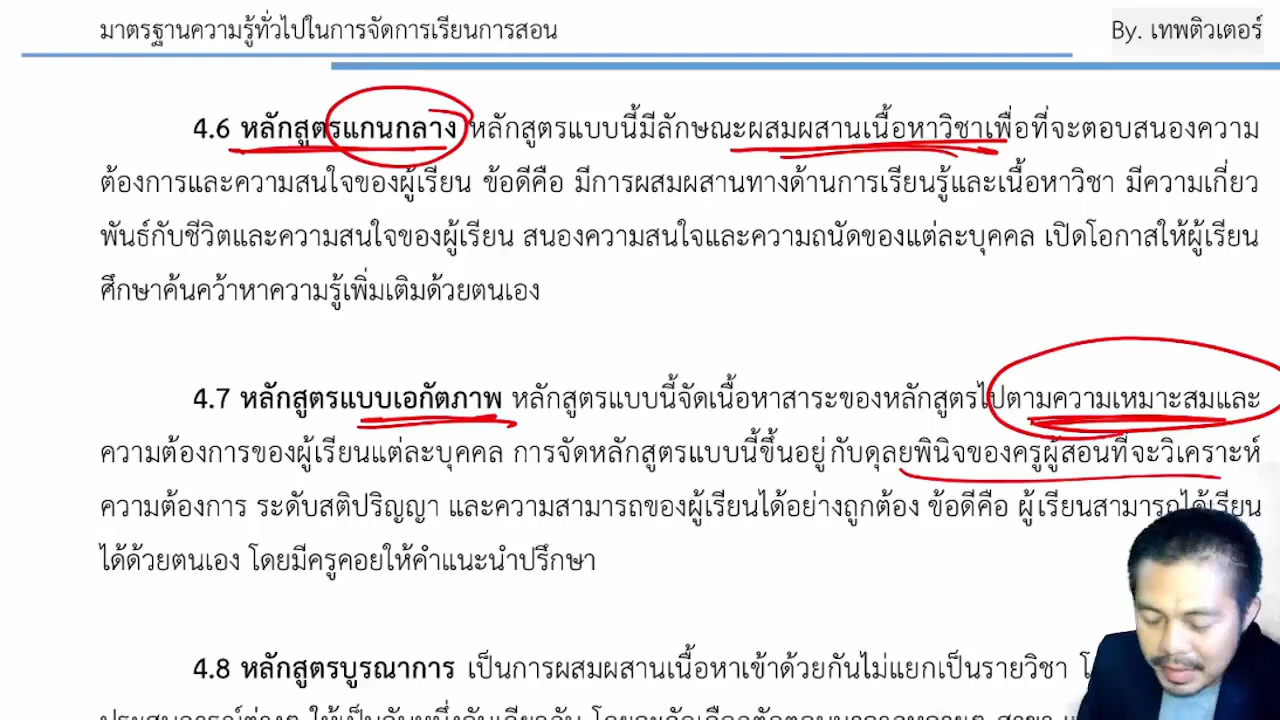 มาตรฐานความรู้ทั่วไปในการจัดการเรียนการสอน
By. เทพติวเตอร์
4.6 หลักสูตรแกนกลาง หลักสูตรแบบนี้มีลักษณะผสมผสานเนื้อหาวิชาเพื่อที่จะตอบสนองความ
ต้องการและความสนใจของผู้เรียน ข้อดีคือ มีการผสมผสานทางด้านการเรียนรู้และเนื้อหาวิชา มีความเกี่ยว
พันธ์กับชีวิตและความสนใจของผู้เรียน สนองความสนใจและความถนัดของแต่ละบุคคล เปิดโอกาสให้ผู้เรียน
ศึกษาค้นคว้าหาความรู้เพิ่มเติมด้วยตนเอง
4.7 หลักสูตรแบบเอกัตภาพ หลักสูตรแบบนี้จัดเนื้อหาสาระของหลักสูตรไปตามความเหมาะสมและ
ความต้องการของผู้เรียนแต่ละบุคคล การจัดหลักสูตรแบบนี้ขึ้นอยู่กับดุลยพินิจของครูผู้สอนที่จะวิเคราะห์
ความต้องการ ระดับสติปริญญา และความสามารถของผู้เรียนได้อย่างถูกต้อง ข้อดีคือ ผู้เรียนสามารถได้เรียน
ได้ด้วยตนเอง โดยมีครูคอยให้คำแนะนำปรึกษา
4.8 หลักสูตรบูรณาการ เป็นการผสมผสานเนื้อหาเข้าด้วยกันไม่แยกเป็นรายวิชา